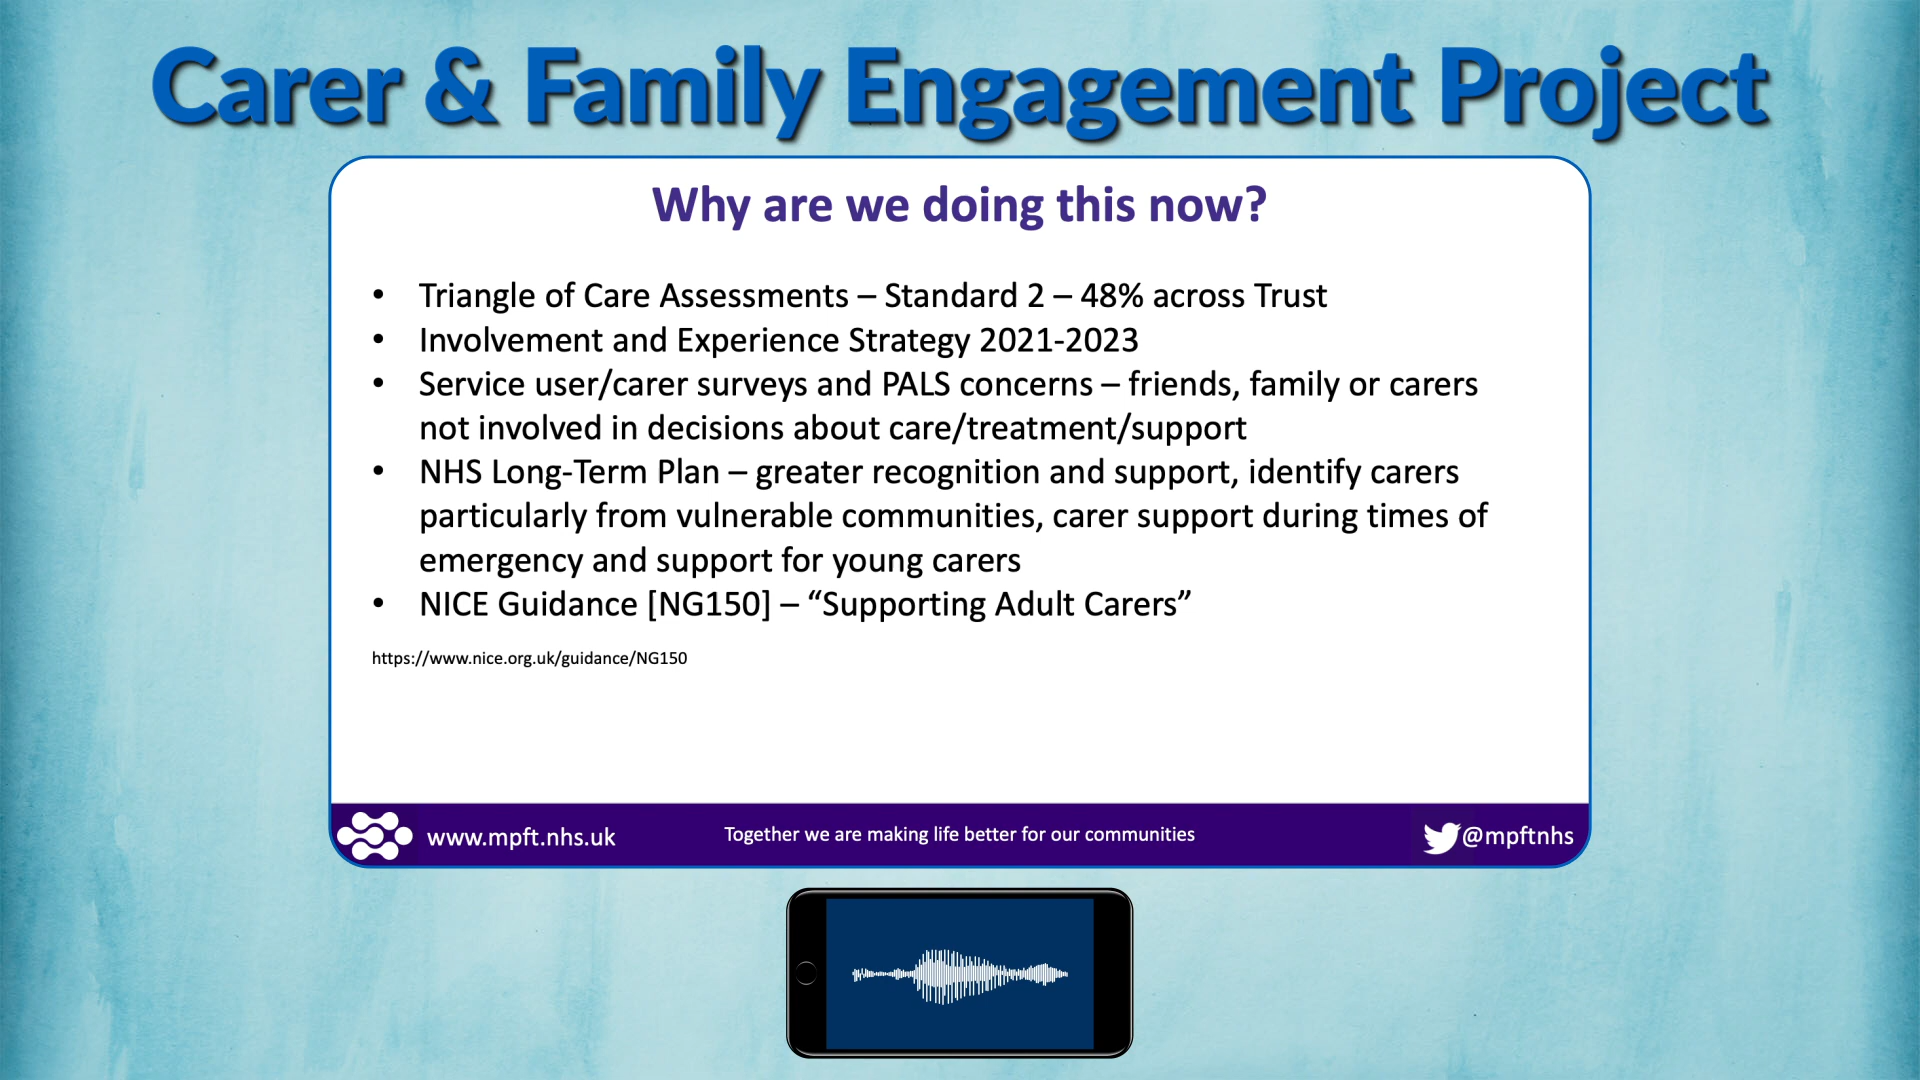 Carer & Family Engagement Project
Why are we doing this now?
• Triangle of Care Assessments – Standard 2 – 48% across Trust
• Involvement and Experience Strategy 2021-2023
• Service user/carer surveys and PALS concerns – friends, family or carers
not involved in decisions about care/treatment/support
• NHS Long-Term Plan – greater recognition and support, identify carers
particularly from vulnerable communities, carer support during times of
emergency and support for young carers
• NICE Guidance [NG150] – “Supporting Adult Carers”
https://www.nice.org.uk/guidance/NG150
www.mpft.nhs.uk
Together we are making life better for our communities
@mpftnhs